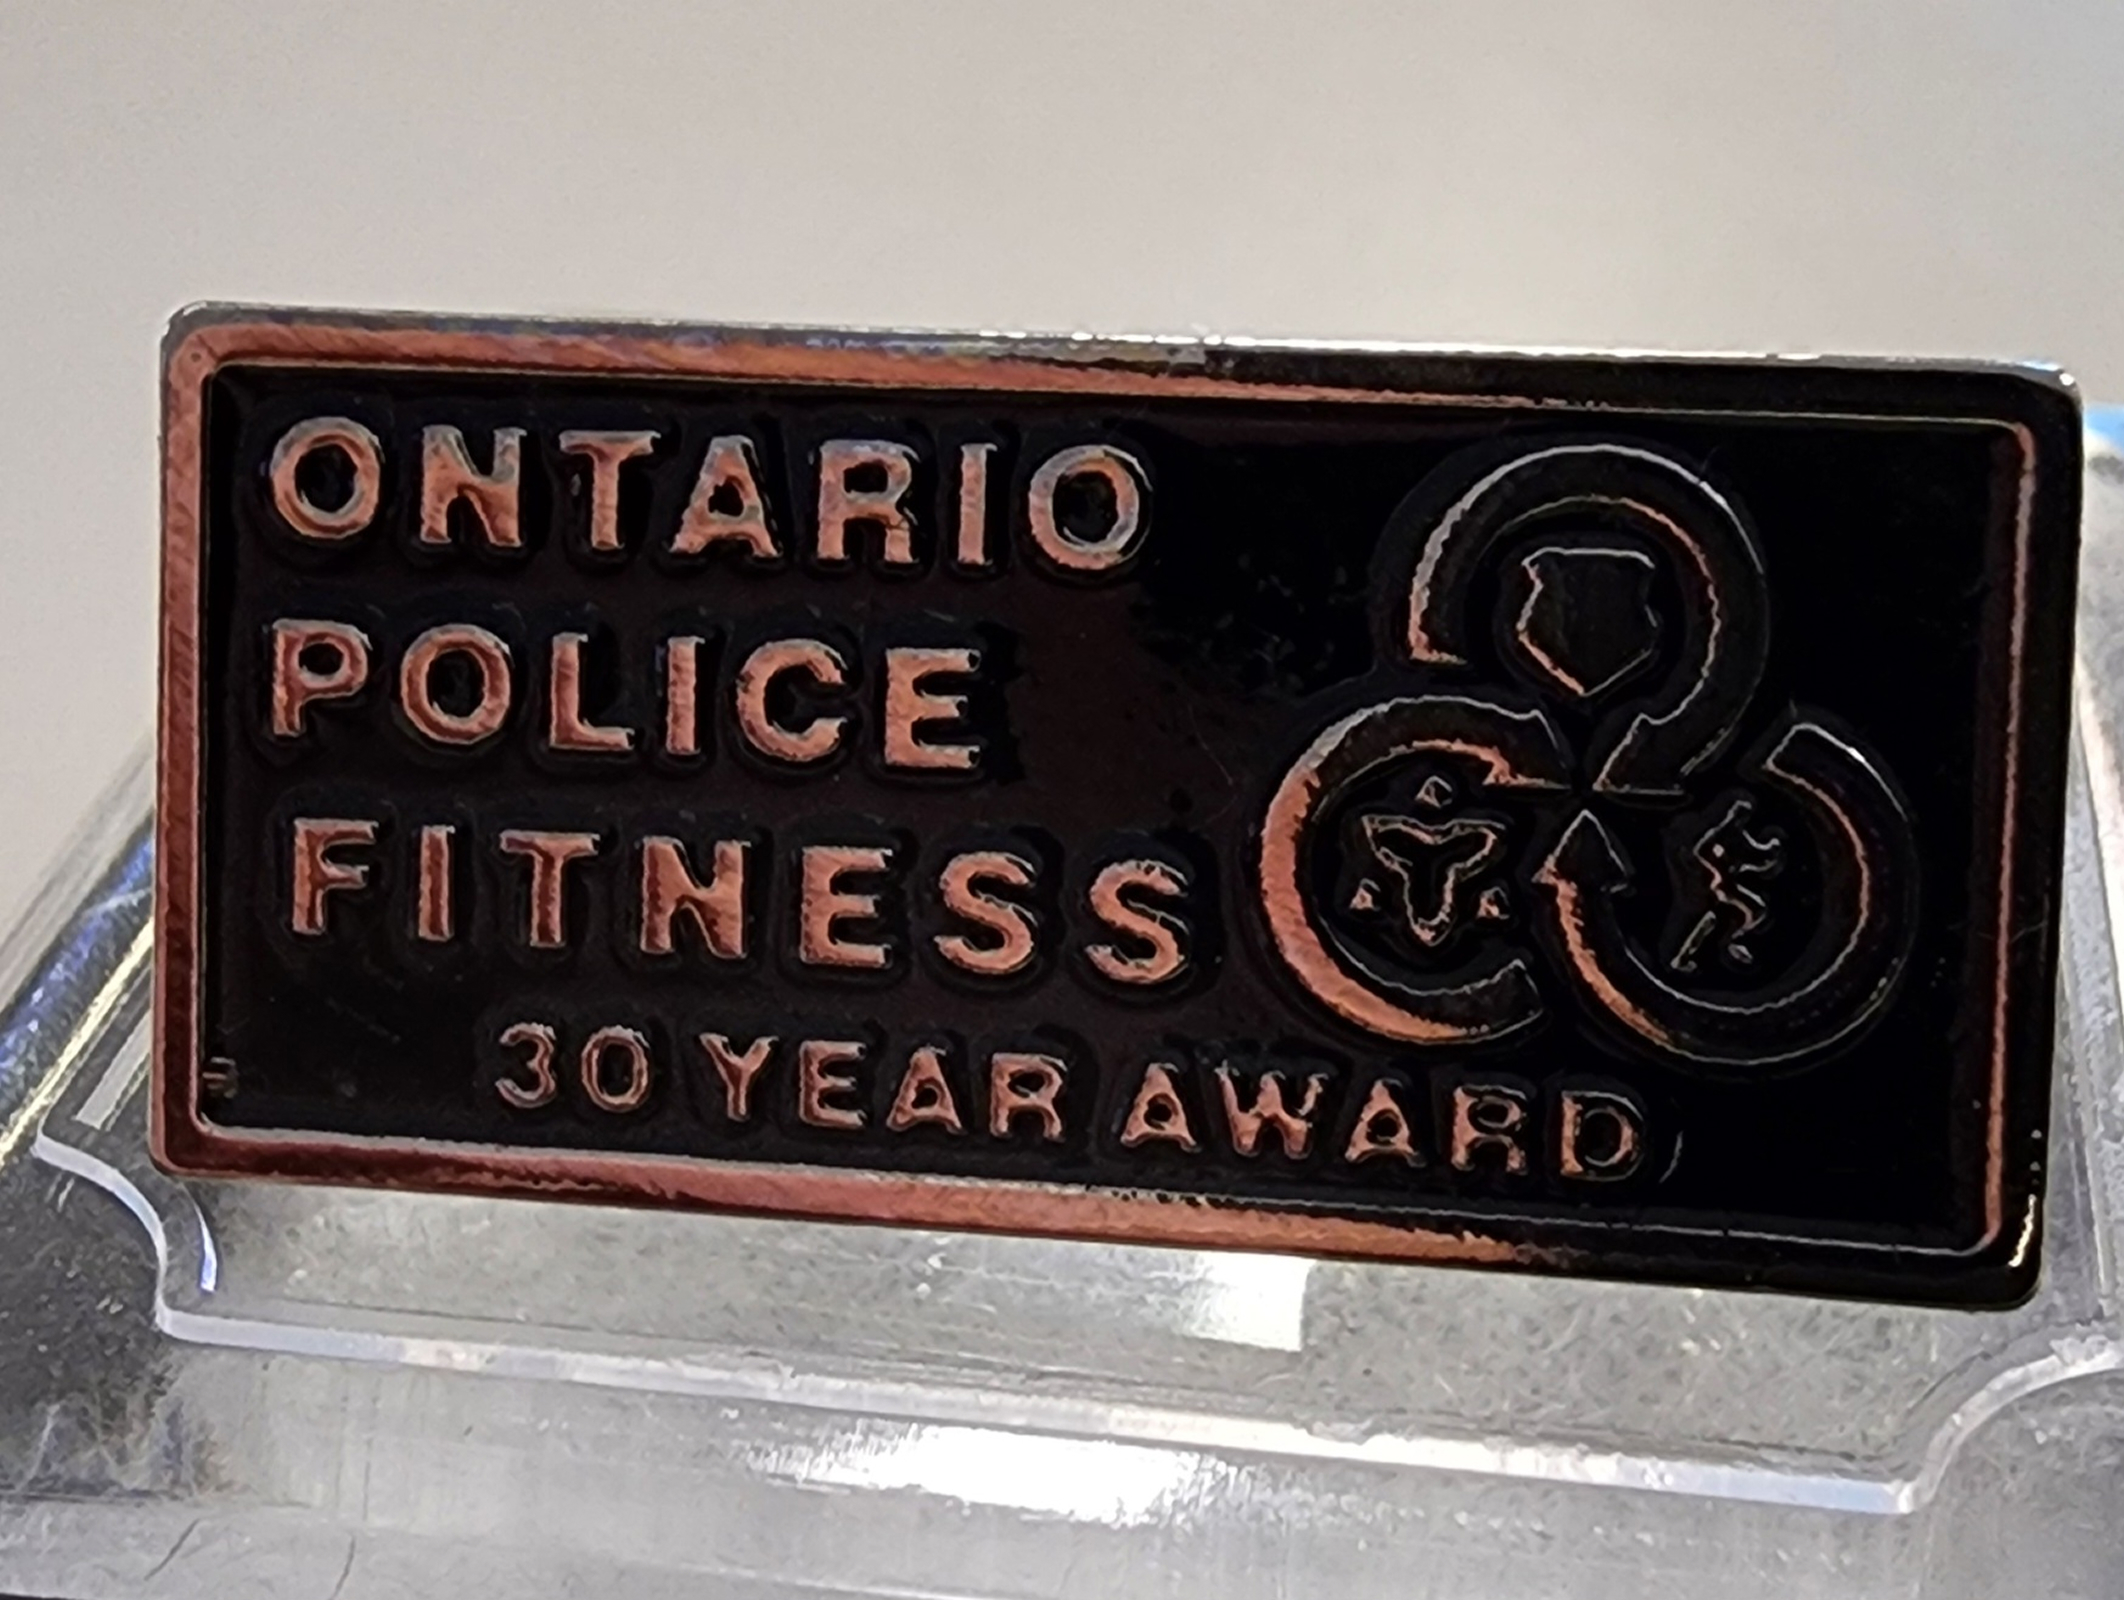 ONTARIO
POLICE
FITNESS
30 YEAR AWARD